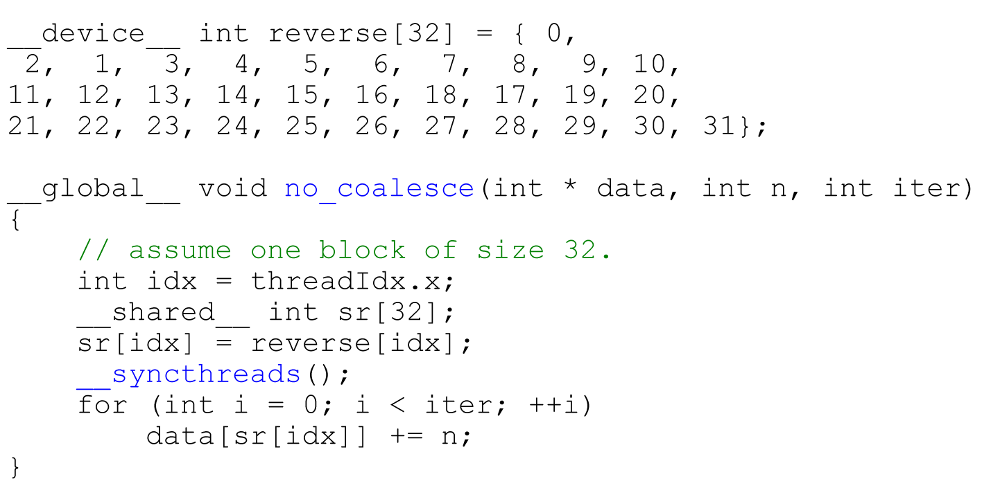 __device__ int reverse[32] = { 0,
 2,  1,  3,  4,  5,  6,  7,  8,  9, 10,
11, 12, 13, 14, 15, 16, 18, 17, 19, 20,
21, 22, 23, 24, 25, 26, 27, 28, 29, 30, 31};
__global__ void no_coalesce(int * data, int n, int iter)
{
    // assume one block of size 32.
    int idx = threadIdx.x;
    __shared__ int sr[32];
    sr[idx] = reverse[idx];
    __syncthreads();
    for (int i = 0; i < iter; ++i)
        data[sr[idx]] += n;
}